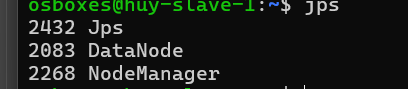 osboxes@huy-slave-1:~$ jps
2432 Jps
2083 DataNode
2268 NodeManager